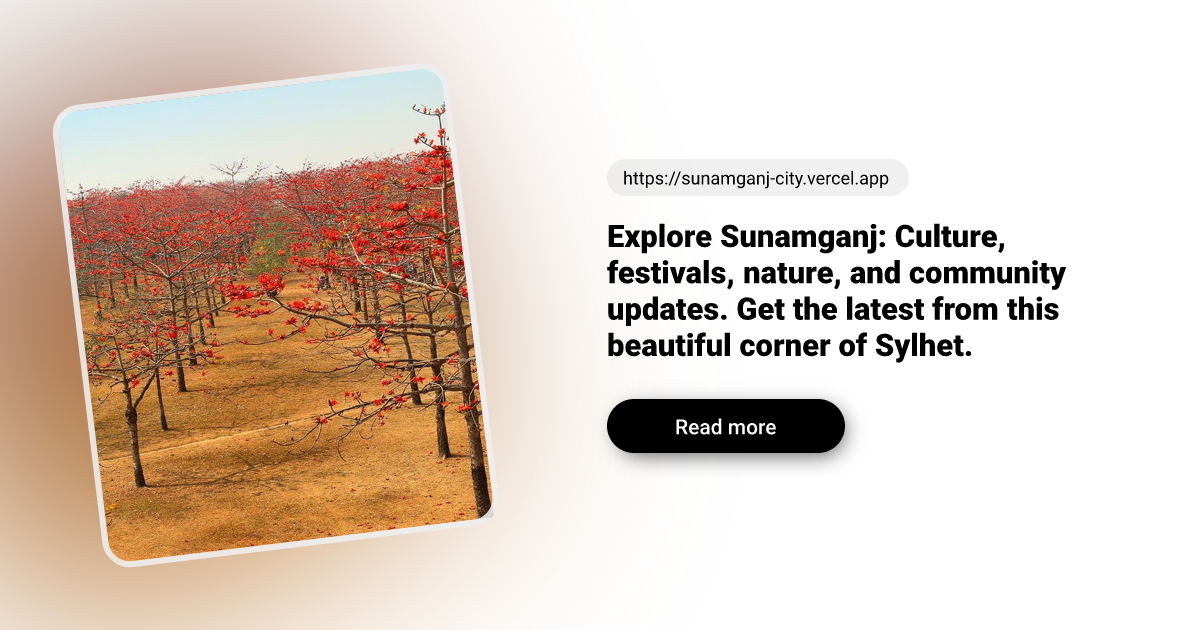 https://sunamganj-city.vercel.app
Explore Sunamganj: Culture,
festivals, nature, and community
updates. Get the latest from this
beautiful corner of Sylhet.
Read more